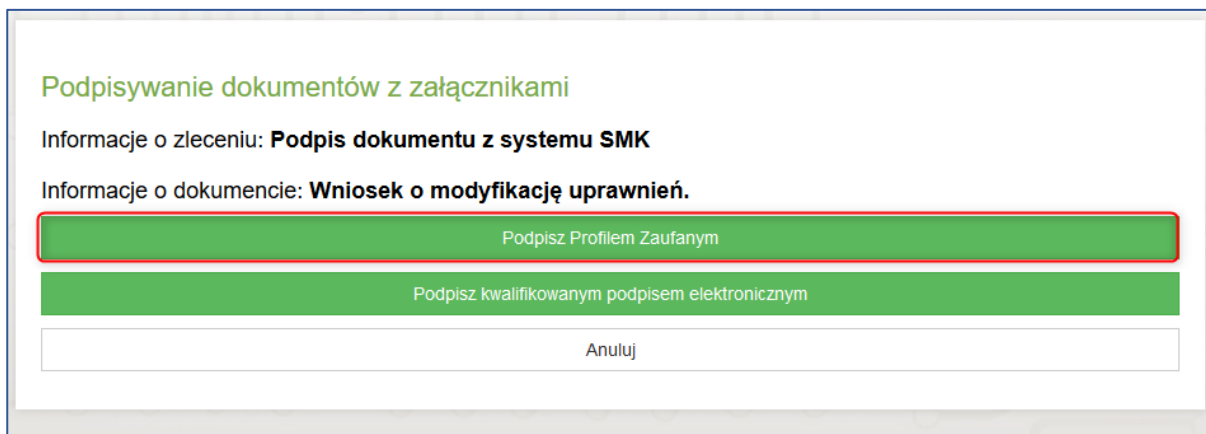 Podpisywanie dokumentów z załącznikami
Informacje o zleceniu: Podpis dokumentu z systemu SMK
Informacje o dokumencie: Wniosek o modyfikację uprawnień.
Podpisz Profilem Zaufanym
Podpisz kwalifikowanym podpisem elektronicznym
Anuluj